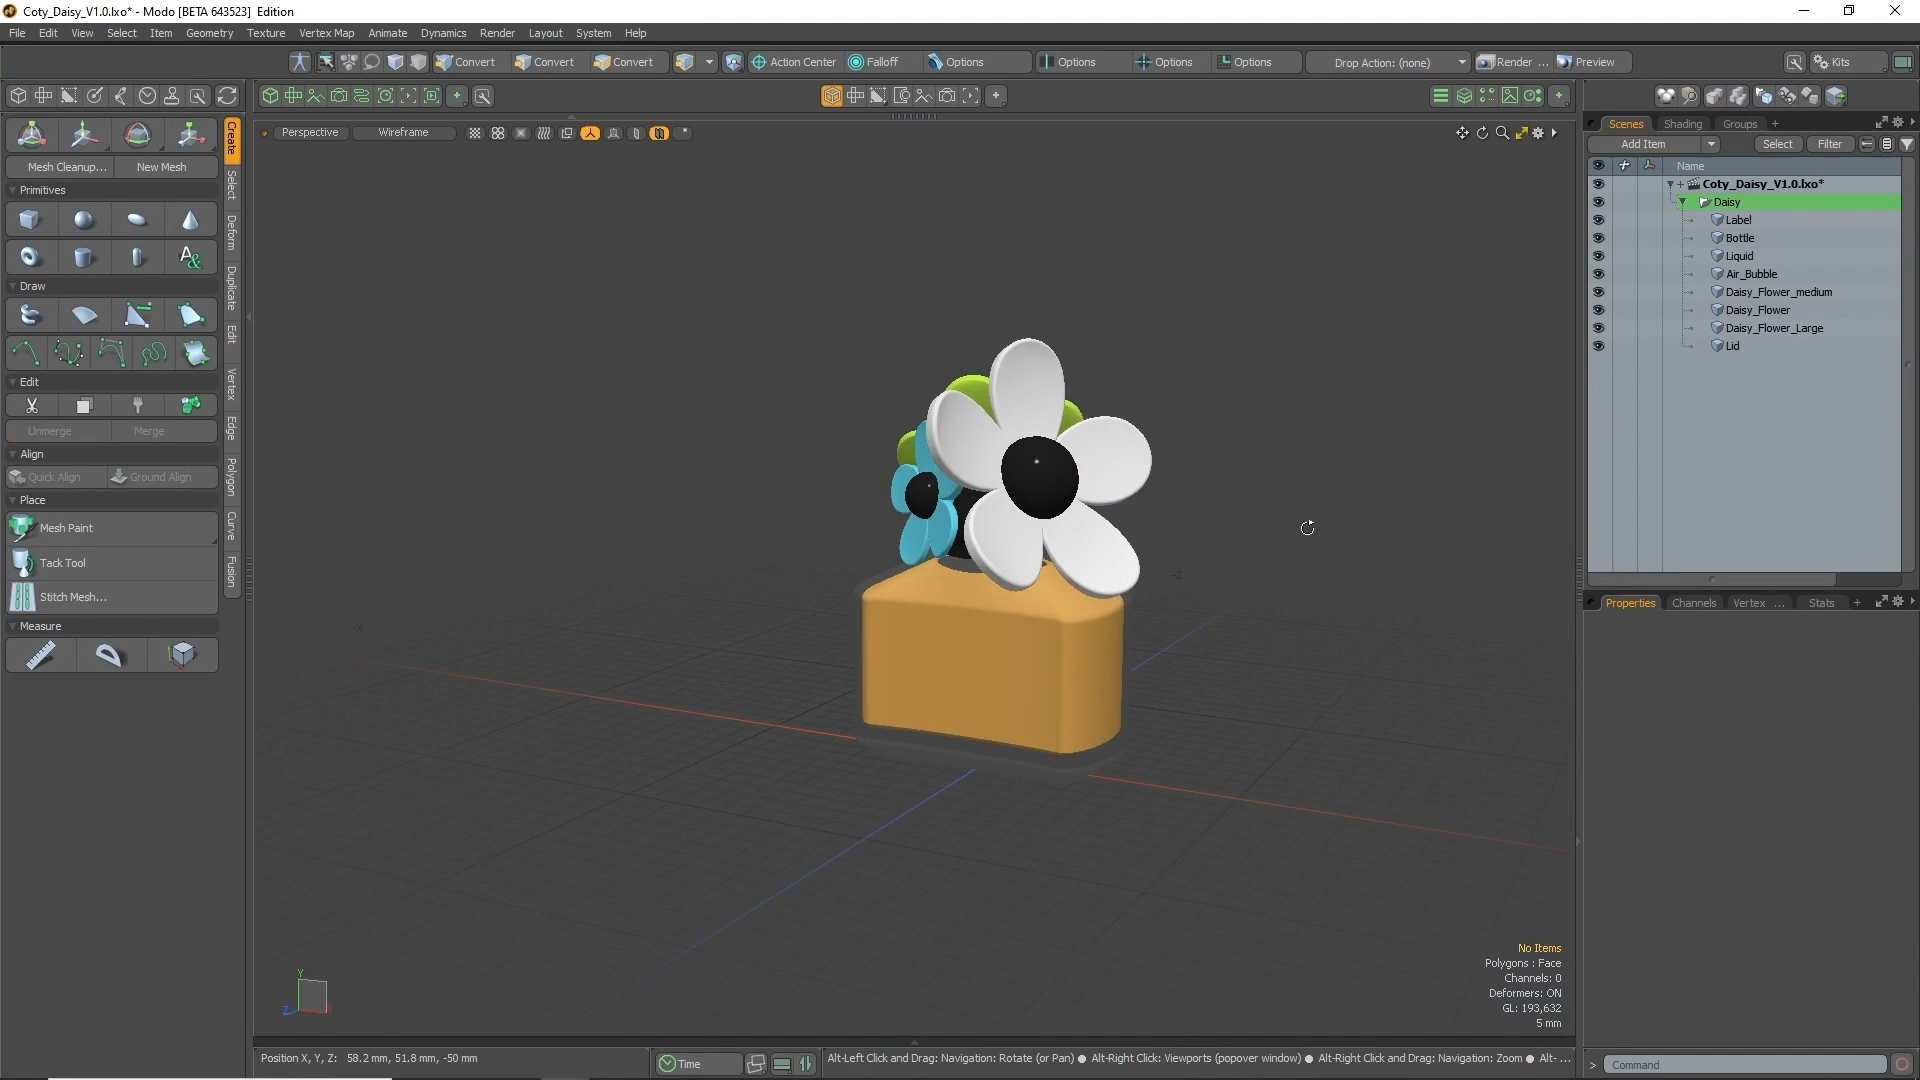 Coty_Daisy_V1.0.lxo* - Modo [BETA 643523]  Edition
File Edit View Select Item Geometry Texture Vertex Map Animate Dynamics Render Layout System Help
Convert Convert Convert Action Center Falloff Options Options Options Options Drop Action: (none) Render ... Preview Kits
Perspective Wireframe
Mesh Cleanup... New Mesh
Primitives
Draw
Edit
Unmerge Merge
Align
Quick Align Ground Align
Place
Mesh Paint
Tack Tool
Stitch Mesh...
Measure
Create
Select
Deform
Duplicate
Edit
Vertex
Edge
Polygon
Curve
Fusion
-X
-Z
Y
Z
X
No Items
Polygons : Face
Channels: 0
Deformers: ON
GL: 193,632
5 mm
Scenes Shading Groups +
Add Item Select Filter
Name
Coty_Daisy_V1.0.lxo*
Daisy
Label
Bottle
Liquid
Air_Bubble
Daisy_Flower_medium
Daisy_Flower
Daisy_Flower_Large
Lid
Properties Channels Vertex ... Stats +
Position X, Y, Z: 58.2 mm, 51.8 mm, -50 mm
Time
Alt-Left Click and Drag: Navigation: Rotate (or Pan) ● Alt-Right Click: Viewports (popover window) ● Alt-Right Click and Drag: Navigation: Zoom ● Alt- ...
> Command